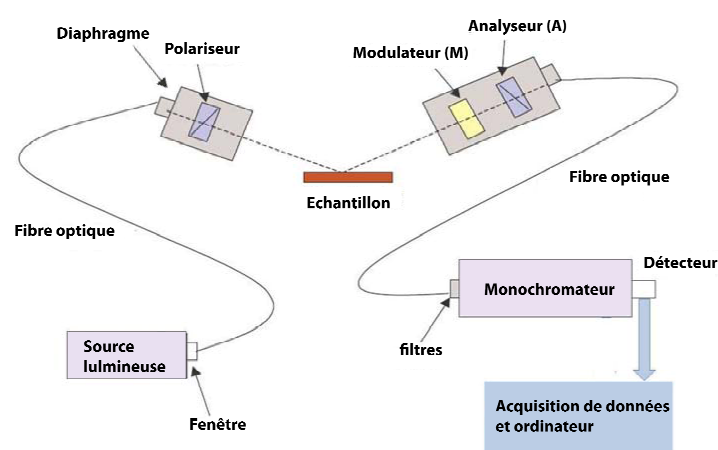 Analyseur (A)
Diaphragme
Polariseur
Modulateur (M)
Echantillon
Fibre optique
Fibre optique
Détecteur
Monochromateur
Source
lulmineuse
filtres
Fenêtre
Acquisition de données
et ordinateur